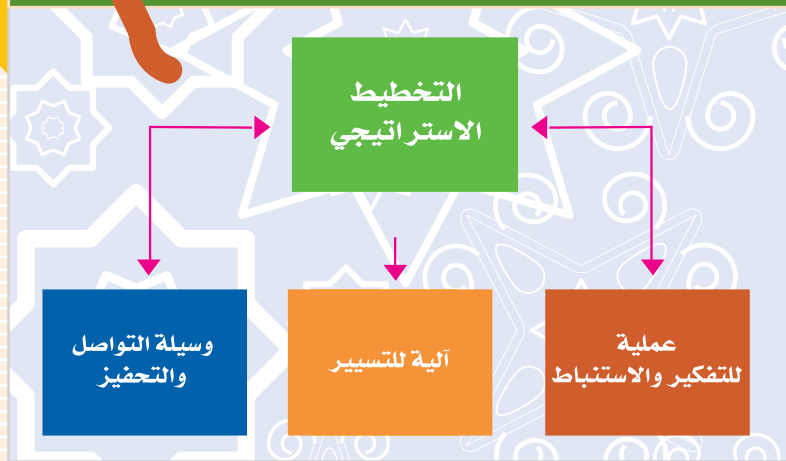 التخطيط
الاستراتيجي
عملية
للتفكير والاستنباط
آلية للتسيير
وسيلة التواصل
والتحفيز